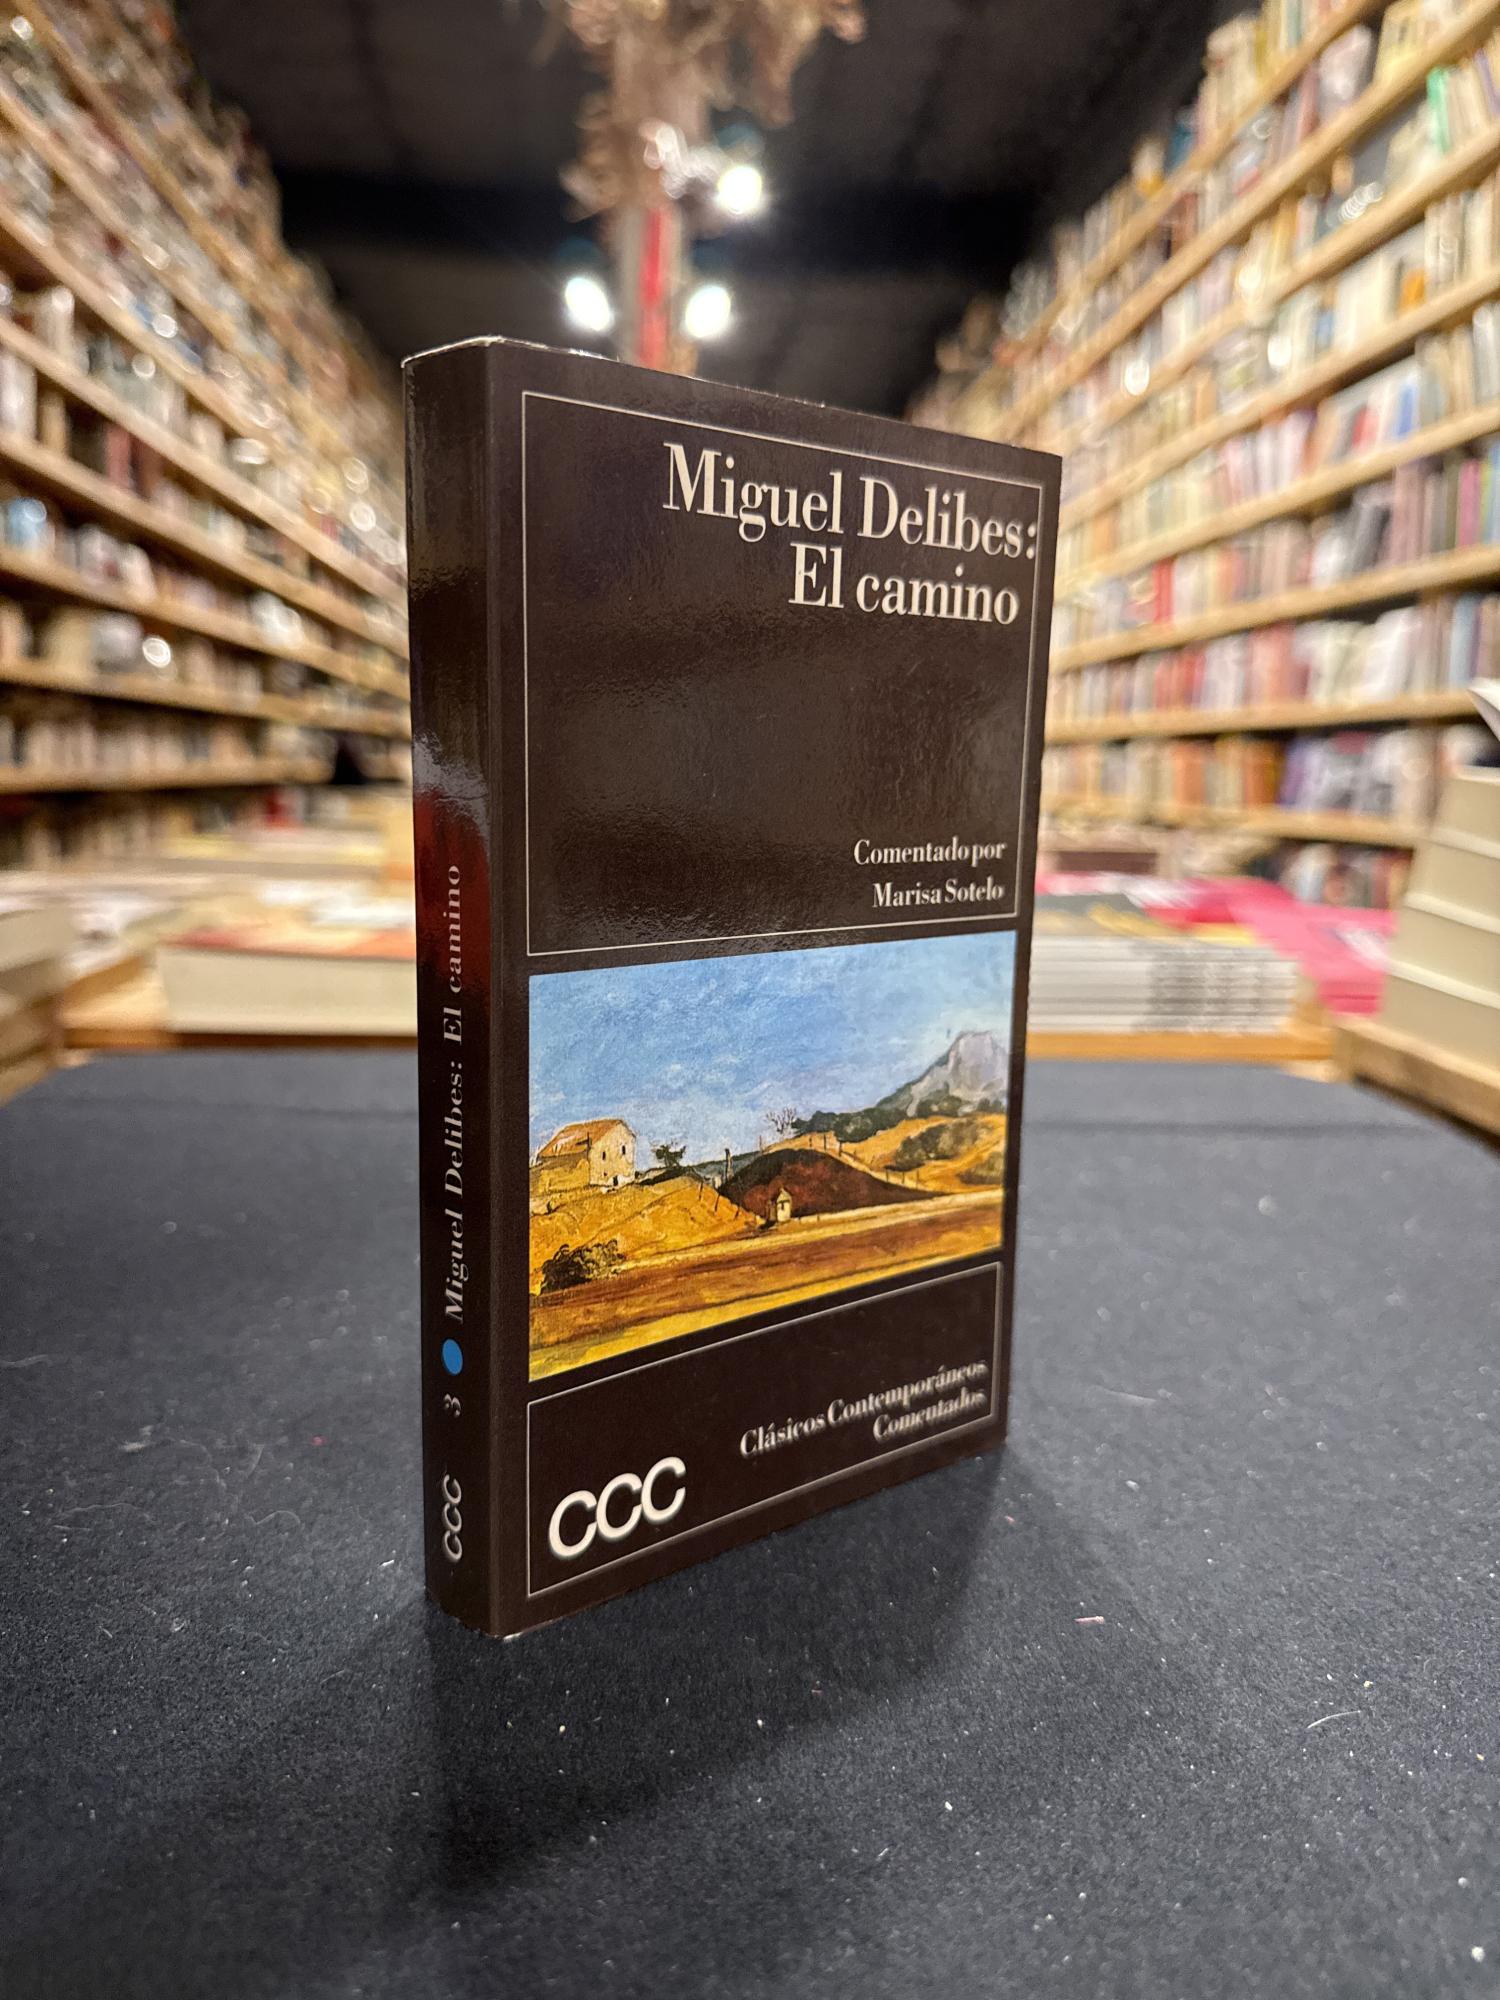 Miguel Delibes:
El camino
Comentado por
Marisa Sotelo
Clásicos Contemporáneos
Comentados
CCC
CCC 3 Miguel Delibes: El camino